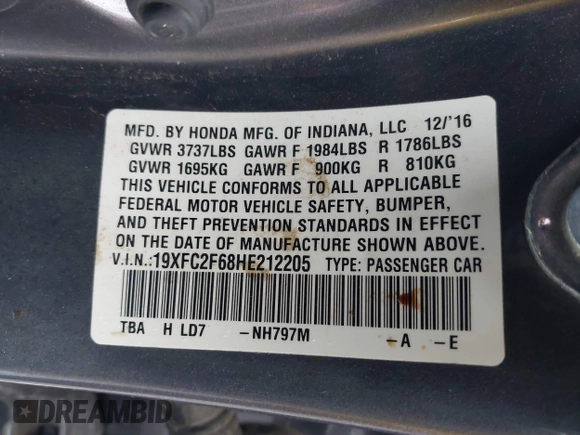 MFD. BY HONDA MFG. OF INDIANA, LLC 12/'16
GVWR 3737LBS GAWR F 1984LBS R 1786LBS
GVWR 1695KG GAWR F 900KG R 810KG
THIS VEHICLE CONFORMS TO ALL APPLICABLE
FEDERAL MOTOR VEHICLE SAFETY, BUMPER,
AND THEFT PREVENTION STANDARDS IN EFFECT
ON THE DATE OF MANUFACTURE SHOWN ABOVE.
V.I.N.:19XFC2F68HE212205 TYPE: PASSENGER CAR
TBA H LD7 -NH797M -A -E
DREAMBID